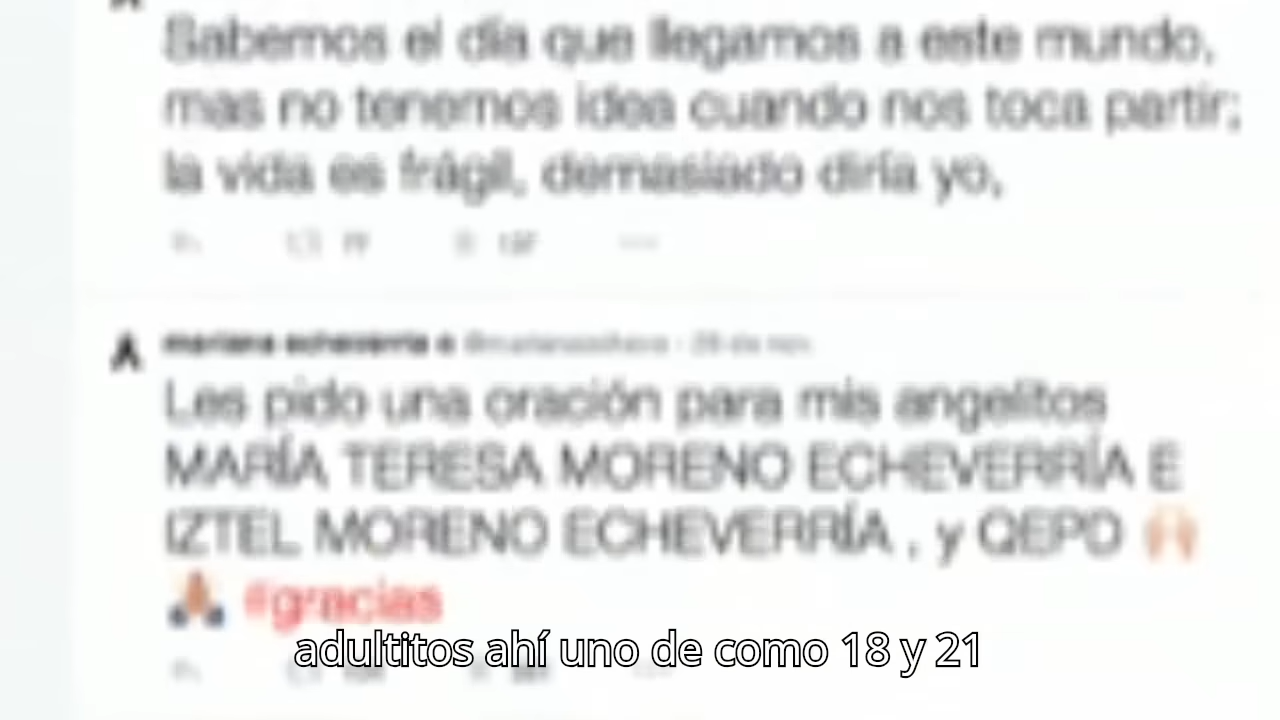 Sabemos el día que llegamos a este mundo,
mas no tenemos idea cuando nos toca partir;
la vida es frágil, demasiado diría yo,
mariana echeverria
Les pido una oración para mis angelitos
MARÍA TERESA MORENO ECHEVERRÍA E
IZTEL MORENO ECHEVERRÍA , y QEPD
#gracias
adultitos ahí uno de como 18 y 21